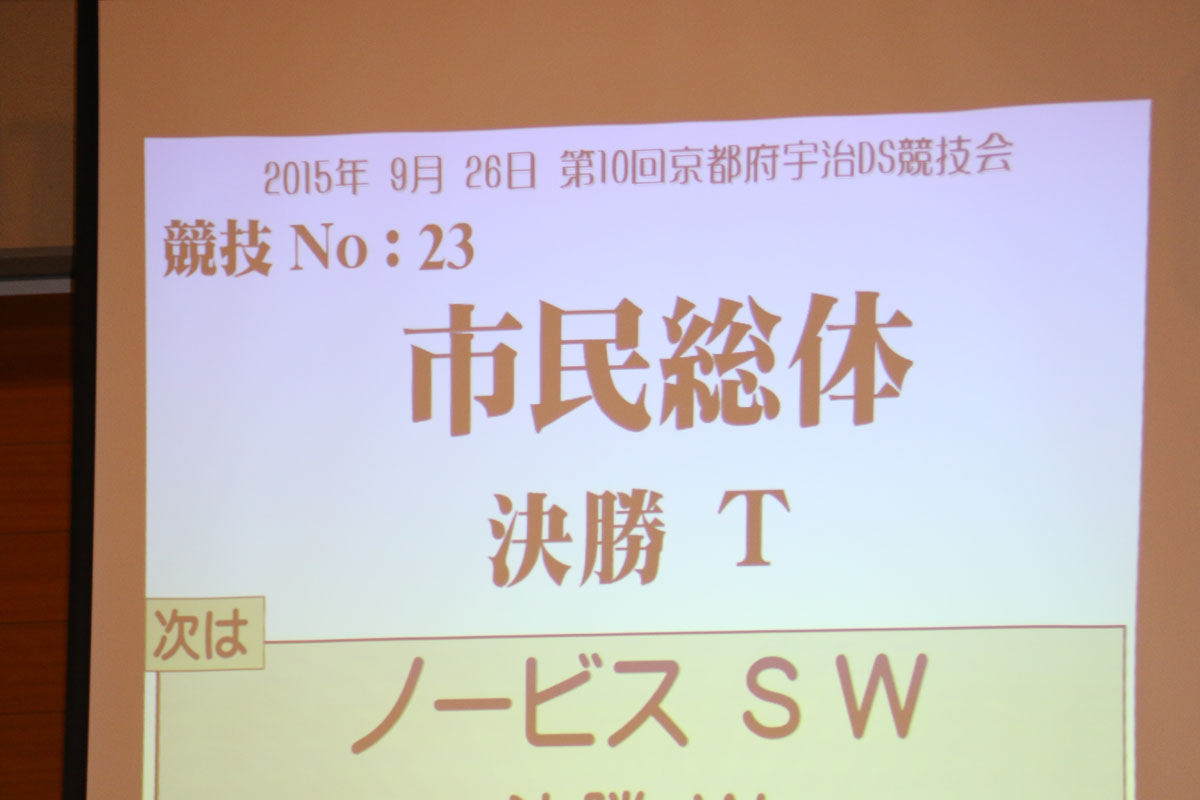 2015年 9月 26日 第10回京都府宇治DS競技会
競技 No：23
市民総体
決勝 T
次は
ノービス S W